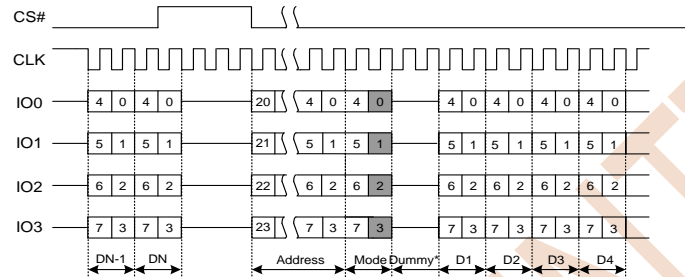 CS#
CLK
IO0 4 0 4 0 20 4 0 4 0 4 0 4 0 4 0 4 0
IO1 5 1 5 1 21 5 1 5 1 5 1 5 1 5 1 5 1
IO2 6 2 6 2 22 6 2 6 2 6 2 6 2 6 2 6 2
IO3 7 3 7 3 23 7 3 7 3 7 3 7 3 7 3 7 3
DN-1 DN Address Mode Dummy* D1 D2 D3 D4